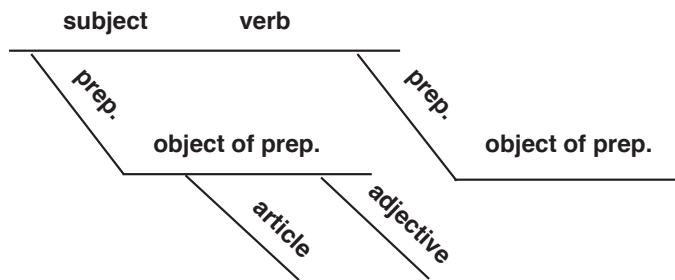 subject verb
prep. prep.
object of prep. object of prep.
article adjective